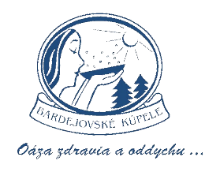 BARDEJOVSKÉ KÚPELE
Oáza zdravia a oddychu ...